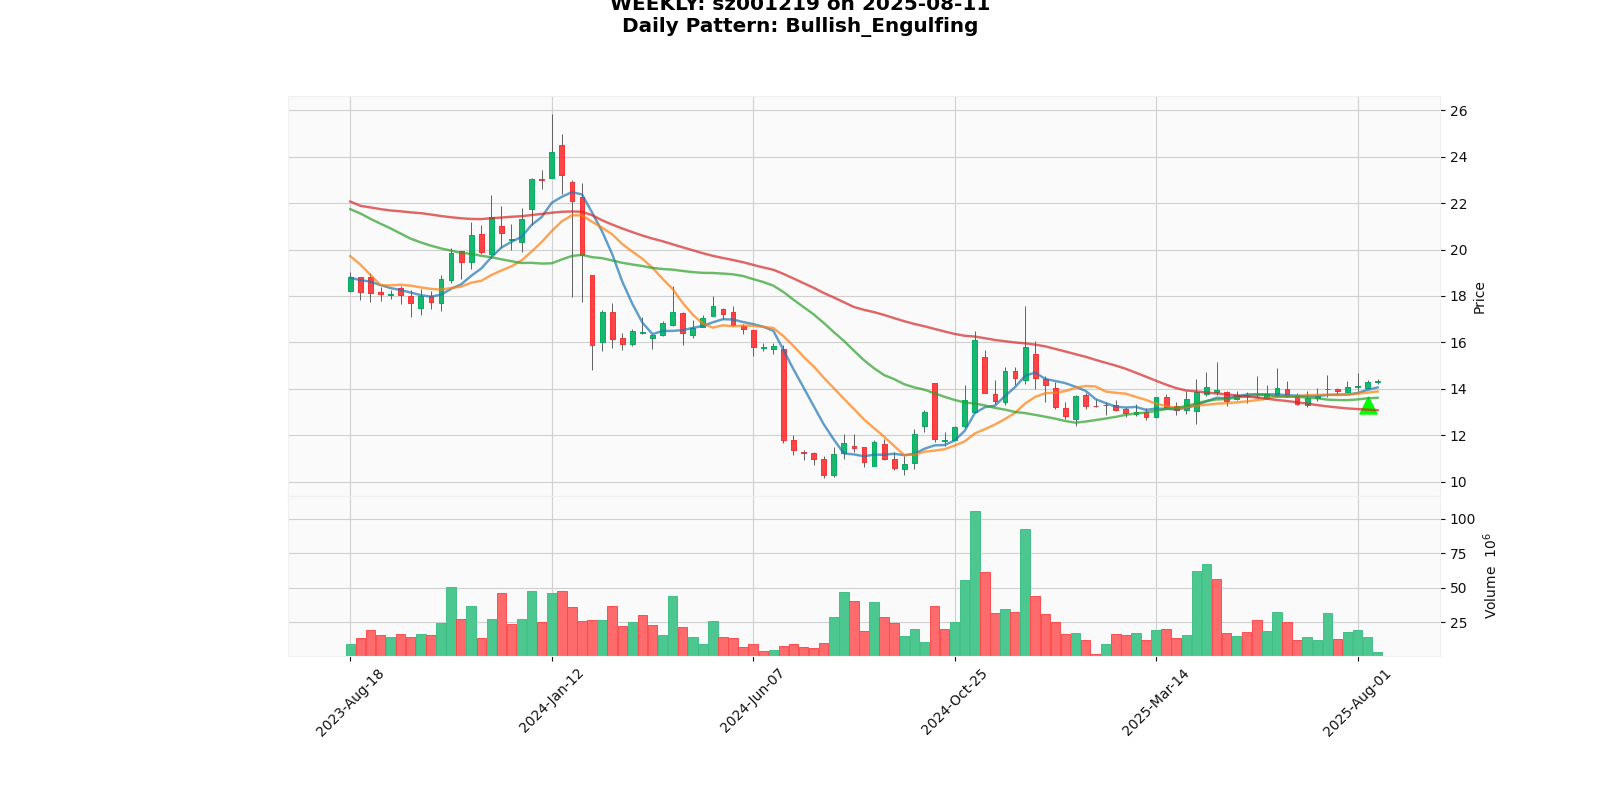 WEEKLY: sz001219 on 2025-08-11
Daily Pattern: Bullish_Engulfing
26
24
22
20
18
16
14
12
10
Price
100
75
50
25
Volume 10^6
2023-Aug-18
2024-Jan-12
2024-Jun-07
2024-Oct-25
2025-Mar-14
2025-Aug-01